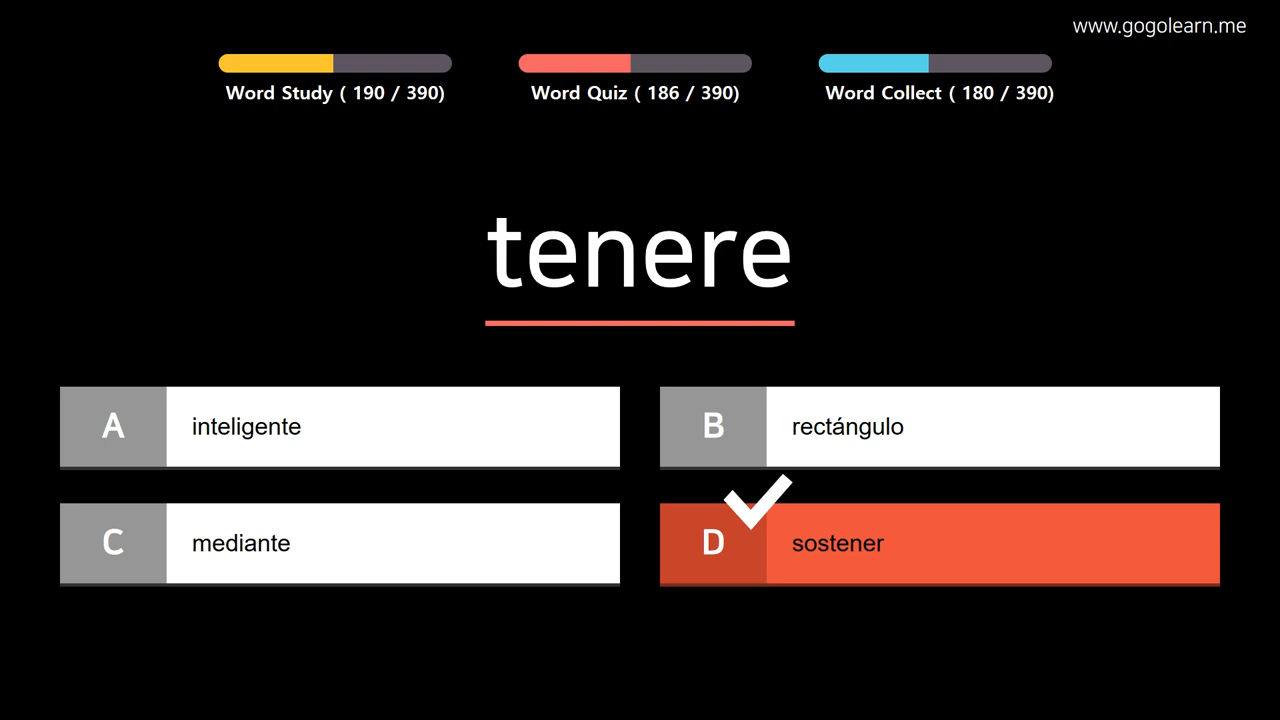 www.gogolearn.me
Word Study ( 190 / 390)
Word Quiz ( 186 / 390)
Word Collect ( 180 / 390)
tenere
A inteligente
B rectángulo
C mediante
D sostener